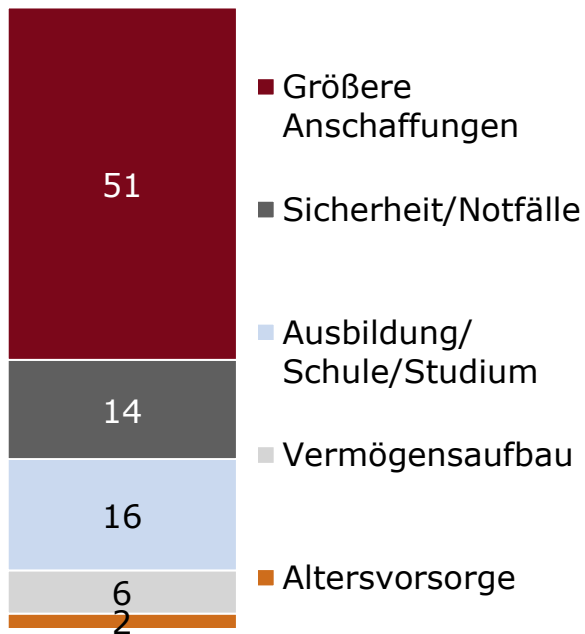 51
Größere
Anschaffungen
14
Sicherheit/Notfälle
16
Ausbildung/
Schule/Studium
6
Vermögensaufbau
2
Altersvorsorge